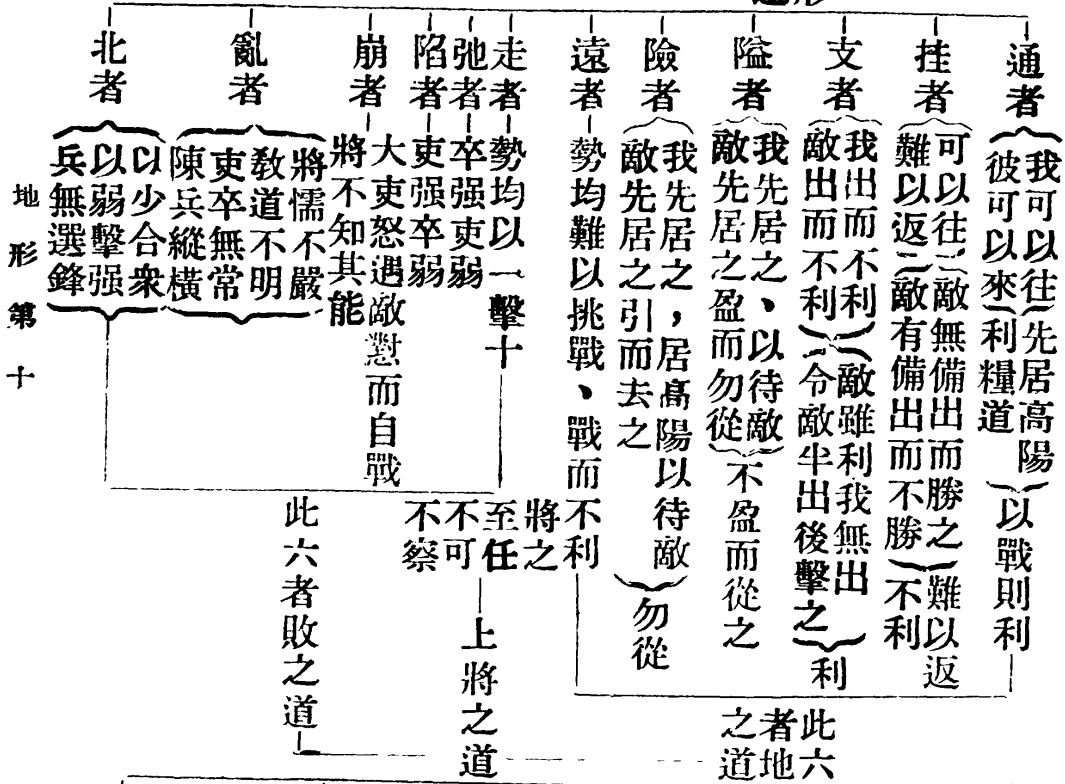 通者
我可以往
彼可以來
先居高陽
利糧道
以戰則利
挂者
可以往
難以返
敵無備出而勝之
敵有備出而不勝
難以返
不利
支者
我出而不利
敵出而不利
敵雖利我無出
令敵半出後擊之
利
隘者
我先居之、以待敵
敵先居之盈而勿從
不盈而從之
險者
我先居之,居高陽以待敵
敵先居之引而去之
勿從
遠者
勢均難以挑戰、戰而不利
此六
者地
之道
走者
勢均以一擊十
弛者
卒强吏弱
陷者
吏强卒弱
崩者
大吏怒遇敵懟而自戰
將不知其能
亂者
將懦不嚴
教道不明
吏卒無常
陳兵縱橫
北者
以少合衆
以弱擊强
兵無選鋒
將之
至任
不可
不察
上將之道
此六者敗之道
地形第十